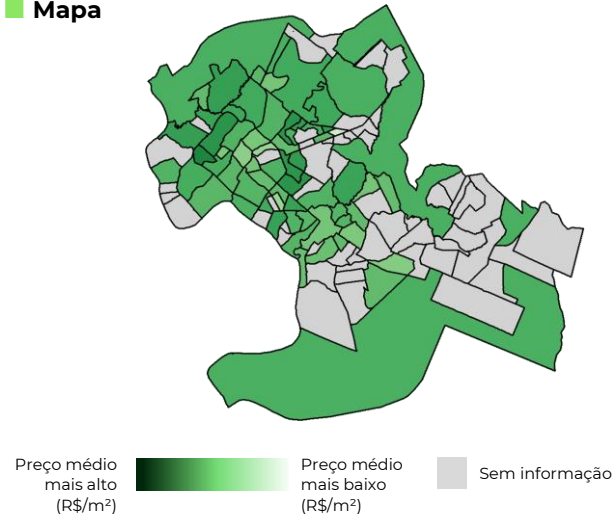 Mapa
Preço médio
mais alto
(R$/m²)
Preço médio
mais baixo
(R$/m²)
Sem informação